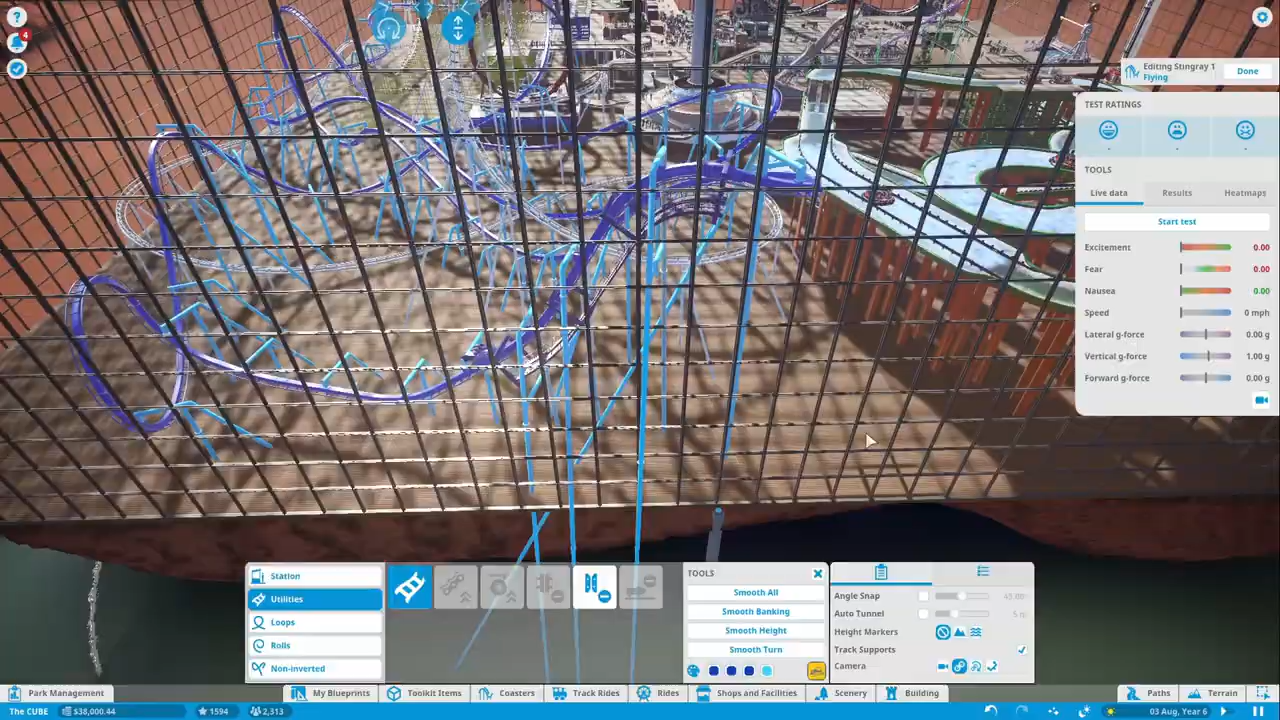 ?
4
Editing Stingray 1
Flying
Done
TEST RATINGS
- - -
TOOLS
Live data Results Heatmaps
Start test
Excitement 0.00
Fear 0.00
Nausea 0.00
Speed 0 mph
Lateral g-force 0.00 g
Vertical g-force 1.00 g
Forward g-force 0.00 g
Station
Utilities
Loops
Rolls
Non-inverted
TOOLS
Smooth All
Smooth Banking
Smooth Height
Smooth Turn
Angle Snap 45.00°
Auto Tunnel
Height Markers
Track Supports
Camera
Park Management My Blueprints Toolkit Items Coasters Track Rides Rides Shops and Facilities Scenery Building Paths Terrain
The CUBE $38,000.44 1594 2,313 03 Aug, Year 6